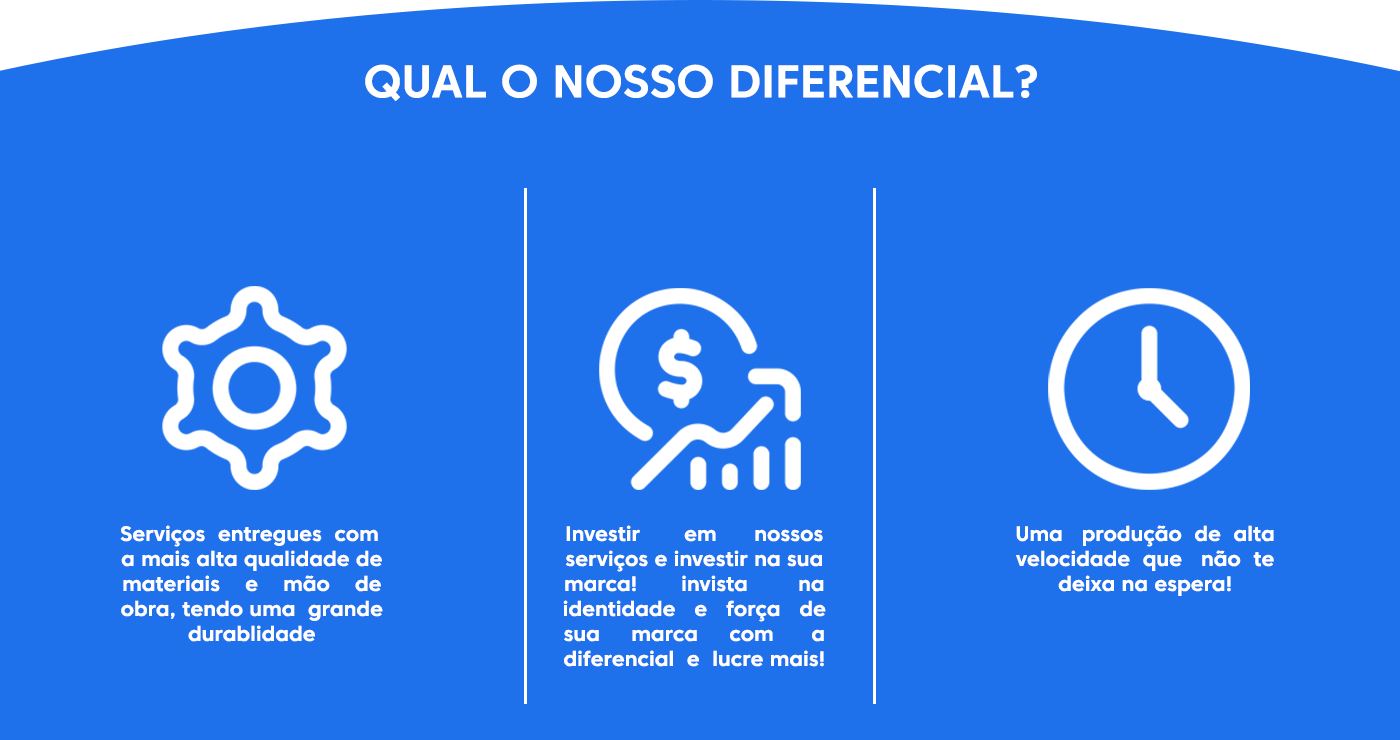 QUAL O NOSSO DIFERENCIAL?
Serviços entregues com
a mais alta qualidade de
materiais e mão de
obra, tendo uma grande
durablidade
Investir em nossos
serviços e investir na sua
marca! invista na
identidade e força de
sua marca com a
diferencial e lucre mais!
Uma produção de alta
velocidade que não te
deixa na espera!